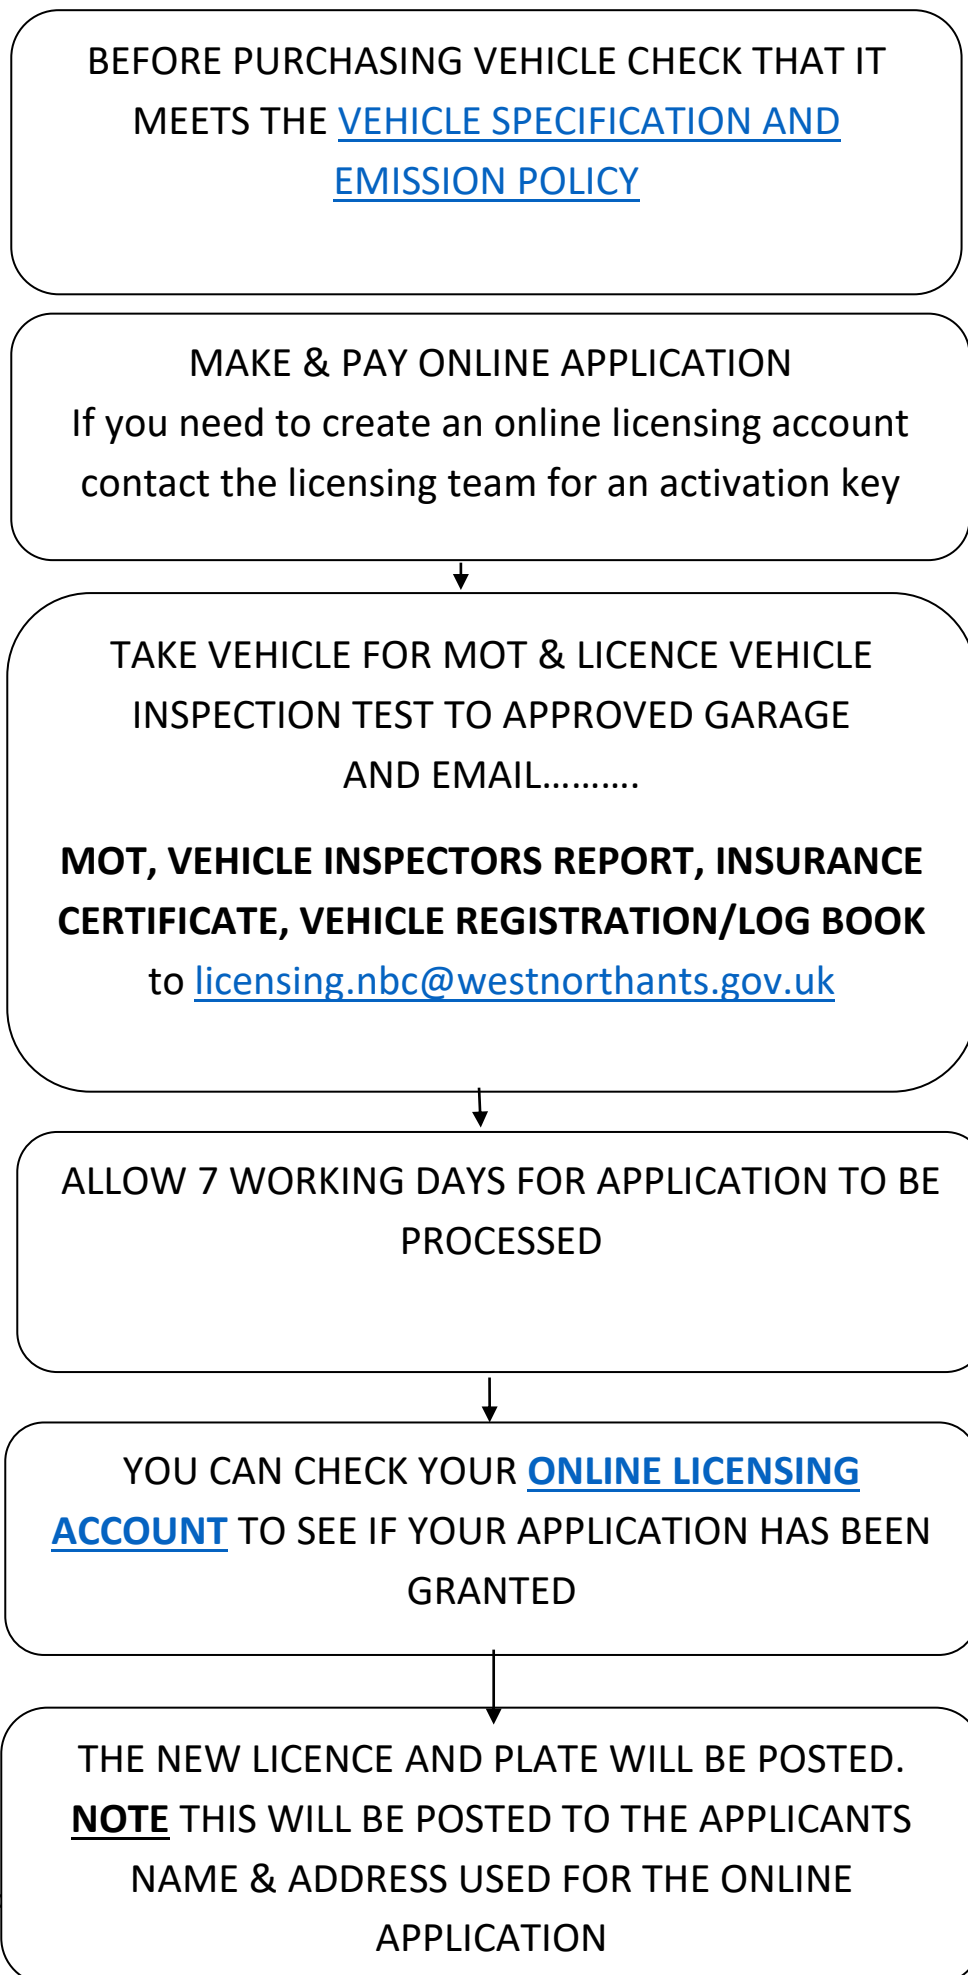 BEFORE PURCHASING VEHICLE CHECK THAT IT
MEETS THE VEHICLE SPECIFICATION AND
EMISSION POLICY
MAKE & PAY ONLINE APPLICATION
If you need to create an online licensing account
contact the licensing team for an activation key
TAKE VEHICLE FOR MOT & LICENCE VEHICLE
INSPECTION TEST TO APPROVED GARAGE
AND EMAIL……….
MOT, VEHICLE INSPECTORS REPORT, INSURANCE
CERTIFICATE, VEHICLE REGISTRATION/LOG BOOK
to licensing.nbc@westnorthants.gov.uk
ALLOW 7 WORKING DAYS FOR APPLICATION TO BE
PROCESSED
YOU CAN CHECK YOUR ONLINE LICENSING
ACCOUNT TO SEE IF YOUR APPLICATION HAS BEEN
GRANTED
THE NEW LICENCE AND PLATE WILL BE POSTED.
NOTE THIS WILL BE POSTED TO THE APPLICANTS
NAME & ADDRESS USED FOR THE ONLINE
APPLICATION